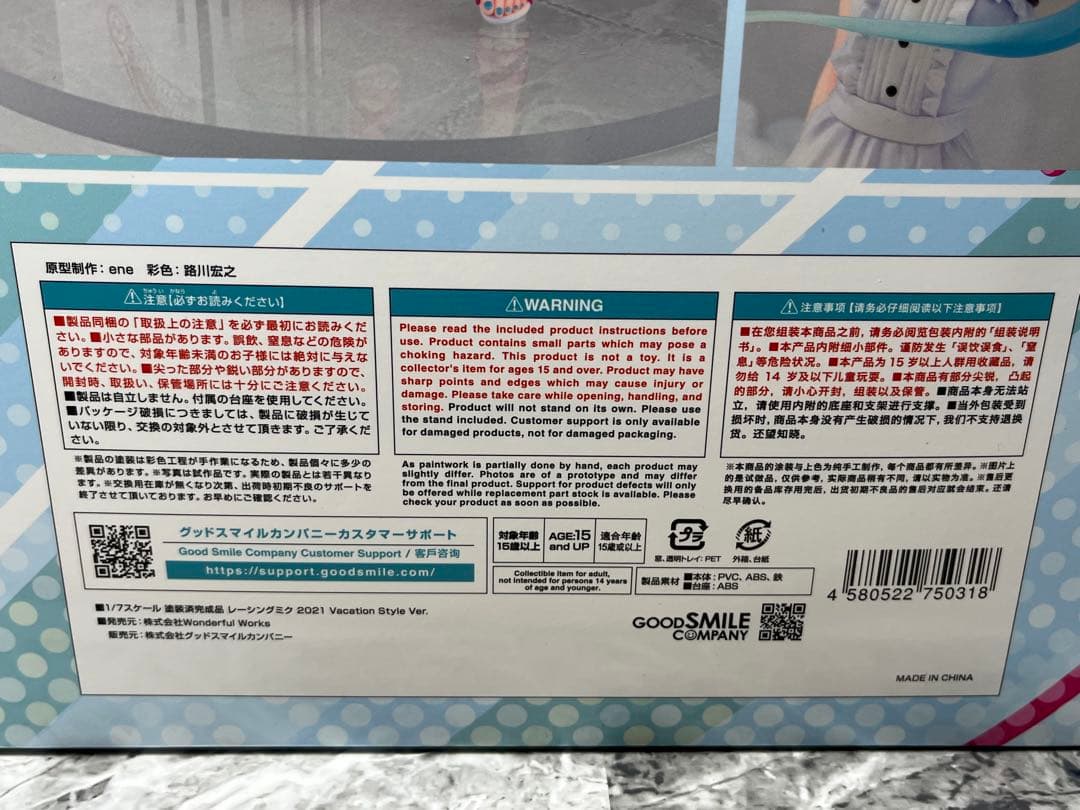 原型制作：ene 彩色：路川宏之
⚠注意【必ずお読みください】
■製品同梱の「取扱上の注意」を必ず最初にお読みくだ
さい。■小さな部品があります。誤飲、窒息などの危険が
ありますので、対象年齢未満のお子様には絶対に与えな
いでください。■尖った部分や鋭い部分がありますので、
開封時、取扱い、保管場所には十分にご注意ください。
■製品は自立しません。付属の台座を使用してください。
■パッケージ破損につきましては、製品に破損が生じて
いない限り、交換の対象外とさせて頂きます。ご了承くだ
さい。
※製品の塗装は彩色工程が手作業になるため、製品個々に多少の
差異があります。※写真は試作品です。実際の製品とは若干異なり
ます。※交換用在庫が無くなり次第、出荷時初期不良のサポートを
終了させて頂いております。お早めにご確認ください。
⚠WARNING
Please read the included product instructions before
use. Product contains small parts which may pose a
choking hazard. This product is not a toy. It is a
collector's item for ages 15 and over. Product may have
sharp points and edges which may cause injury or
damage. Please take care while opening, handling, and
storing. Product will not stand on its own. Please use
the stand included. Customer support is only available
for damaged products, not for damaged packaging.
As paintwork is partially done by hand, each product may
slightly differ. Photos are of a prototype and may differ
from the final product. Support for product defects will only
be offered while replacement part stock is available. Please
check your product as soon as possible.
⚠注意事项【请务必仔细阅读以下注意事项】
■在您组装本商品之前，请务必阅览包装内附的「组装说明
书」。■本产品内附细小部件。谨防发生「误饮误食」、「窒
息」等危险状况。■本产品为 15 岁以上人群用收藏品，请
勿给 14 岁及以下儿童玩耍。■本商品有部分尖锐，凸起
的部分，请小心开封，组装以及保管。■商品本身无法站
立，请使用内附的底座和支架进行支撑。■当外包装受到
损坏时，商品本身没有产生破损的情况下，我们不支持退换
货。还望知晓。
※本商品的涂装与上色为纯手工制作，每个商品都有所差异。※图片上
的是试做品，仅供参考，实际商品稍有不同，请以实物为准。※售后更
换用的备品库存用完后，出货初期不良品的售后对应就会结束。还请
尽早确认。
グッドスマイルカンパニーカスタマーサポート
Good Smile Company Customer Support / 客戶咨询
https://support.goodsmile.com/
対象年齢
15歳以上
AGE:15
and UP
適合年齢
15歳或以上
Collectible item for adult,
not intended for persons 14 years
of age and younger.
プラ
窓、透明トレイ: PET
紙
外箱、台紙
製品素材
■本体：PVC, ABS, 鉄
■台座：ABS
4 580522 750318
■1/7スケール 塗装済完成品 レーシングミク 2021 Vacation Style Ver.
■発売元：株式会社Wonderful Works
販売元：株式会社グッドスマイルカンパニー
GOODSMILE
COMPANY
MADE IN CHINA